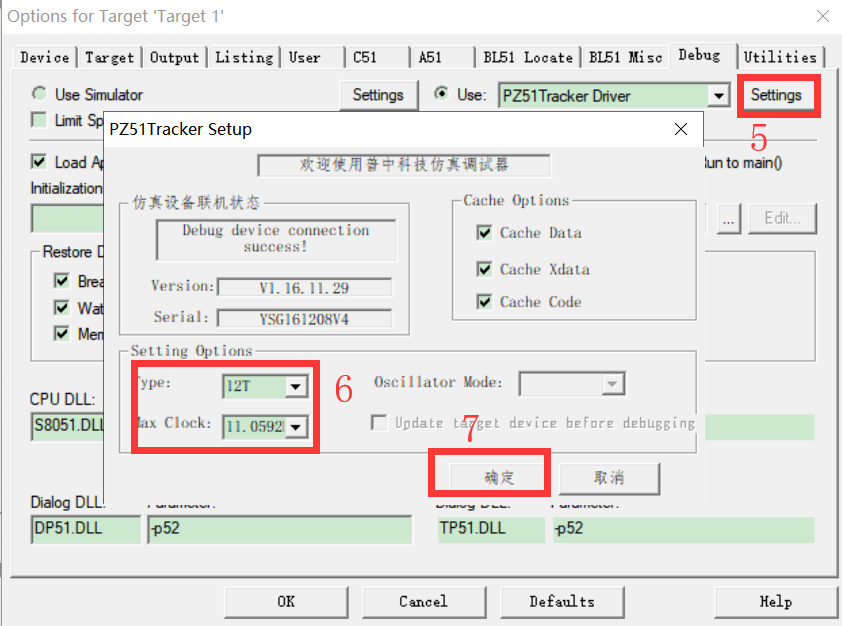 Options for Target 'Target 1'
Device Target Output Listing User C51 A51 BL51 Locate BL51 Misc Debug Utilities
Use Simulator Settings Use: PZ51Tracker Driver Settings
5
Limit Sp
PZ51Tracker Setup
Load Ap
un to main()
欢迎使用普中科技仿真调试器
Initialization
... Edit...
仿真设备联机状态
Debug device connection
success!
Version: V1.16.11.29
Serial: YSG161208V4
Cache Options
Cache Data
Cache Xdata
Cache Code
Restore D
Brea
Wat
Mem
Setting Options
Type: 12T
Max Clock: 11.0592
6
Oscillator Mode:
Update target device before debugging
7
确定 取消
CPU DLL:
S8051.DLL
Dialog DLL: Parameter: Dialog DLL: Parameter:
DP51.DLL -p52 TP51.DLL -p52
OK Cancel Defaults Help